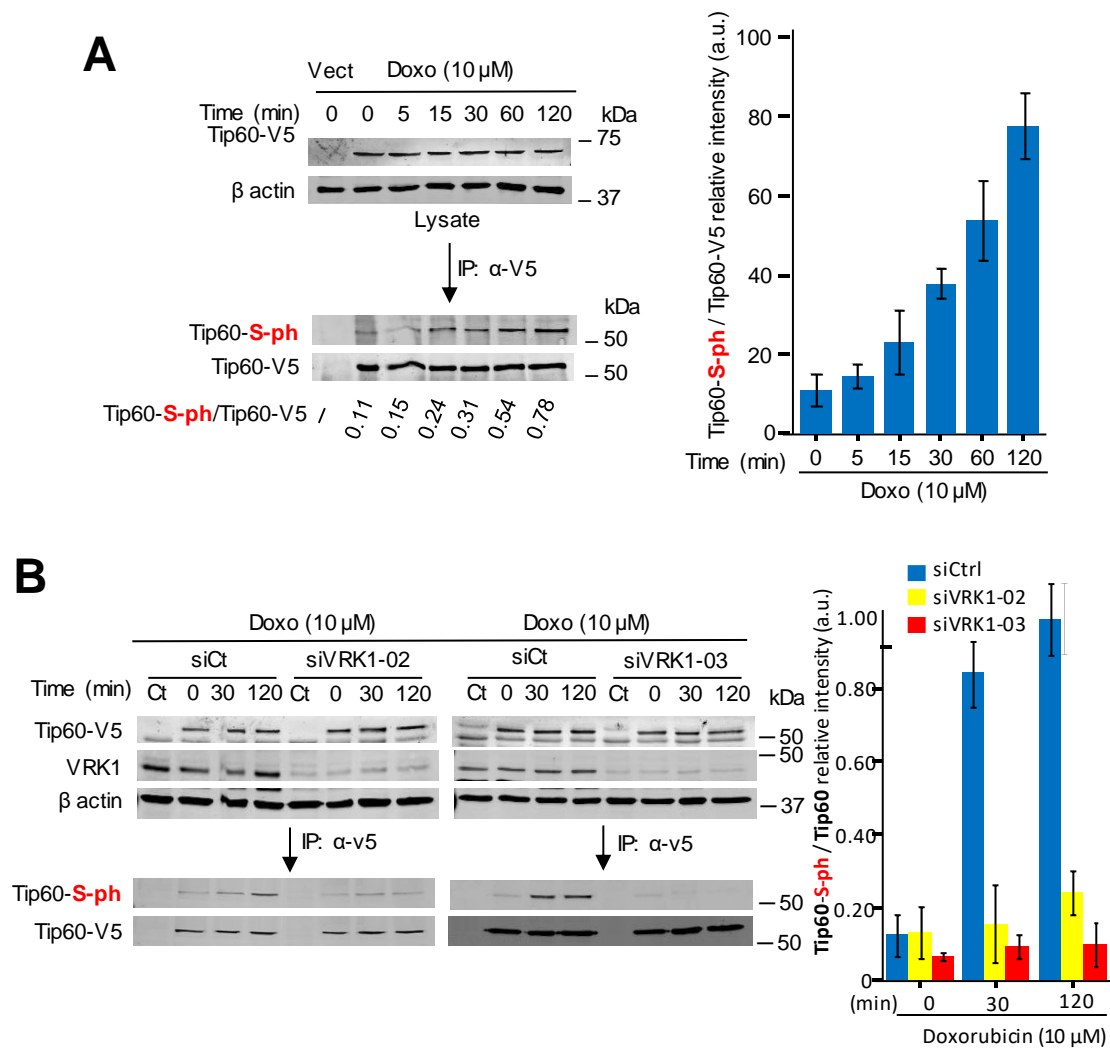 A
Vect Doxo (10 µM)
Time (min) 0 0 5 15 30 60 120 kDa
Tip60-V5 – 75
β actin – 37
Lysate
IP: α-V5
kDa
Tip60-S-ph – 50
Tip60-V5 – 50
Tip60-S-ph/Tip60-V5 / 0.11 0.15 0.24 0.31 0.54 0.78
Tip60-S-ph / Tip60-V5 relative intensity (a.u.)
100
80
60
40
20
0
Time (min) 0 5 15 30 60 120
Doxo (10 µM)
B
Doxo (10 µM) Doxo (10 µM)
siCt siVRK1-02 siCt siVRK1-03
Time (min) Ct 0 30 120 Ct 0 30 120 Ct 0 30 120 Ct 0 30 120 kDa
Tip60-V5 – 50
VRK1 – 50
β actin – 37
IP: α-v5 IP: α-v5
Tip60-S-ph – 50
Tip60-V5 – 50
siCtrl
siVRK1-02
siVRK1-03
Tip60-S-ph / Tip60 relative intensity (a.u.)
1.00
0.80
0.60
0.40
0.20
0
(min) 0 30 120
Doxorubicin (10 µM)